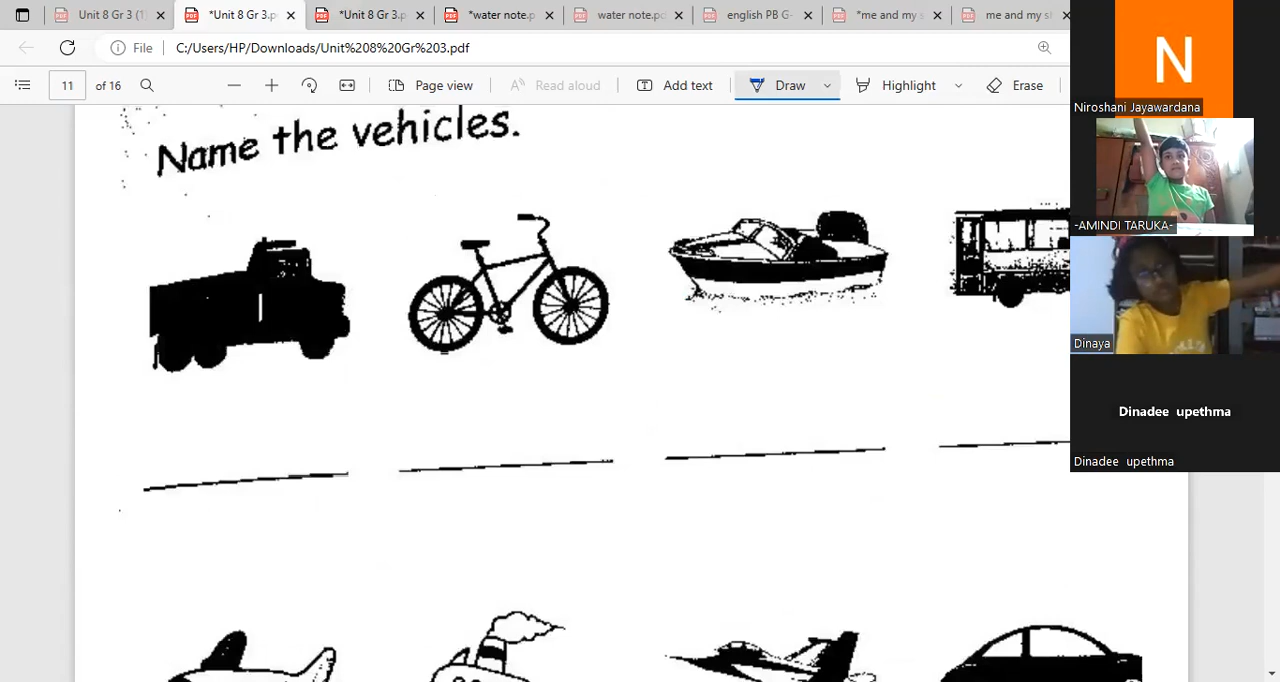 Unit 8 Gr 3 (1)
*Unit 8 Gr 3.p
*Unit 8 Gr 3.p
*water note.p
water note.pd
english PB G-
*me and my s
me and my sh
File
C:/Users/HP/Downloads/Unit%208%20Gr%203.pdf
11
of 16
Page view
Read aloud
Add text
Draw
Highlight
Erase
Name the vehicles.
N
Niroshani Jayawardana
-AMINDI TARUKA-
Dinaya
Dinadee upethma
Dinadee upethma